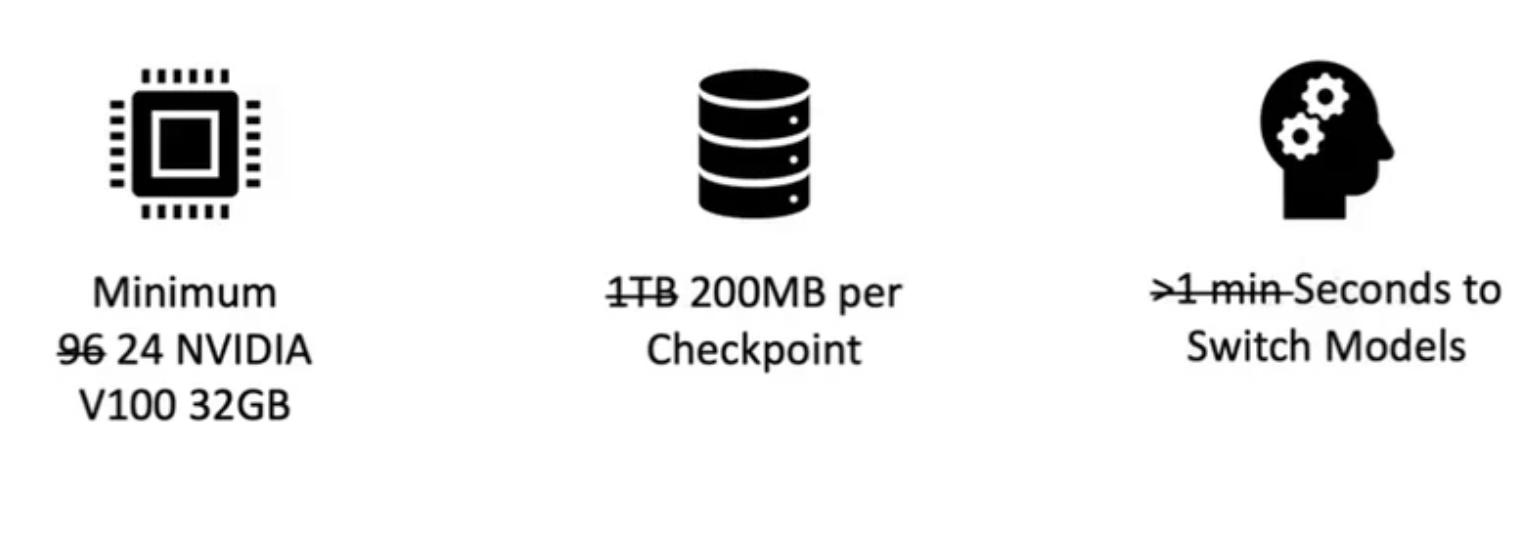 Minimum
96 24 NVIDIA
V100 32GB
1TB 200MB per
Checkpoint
>1 min Seconds to
Switch Models